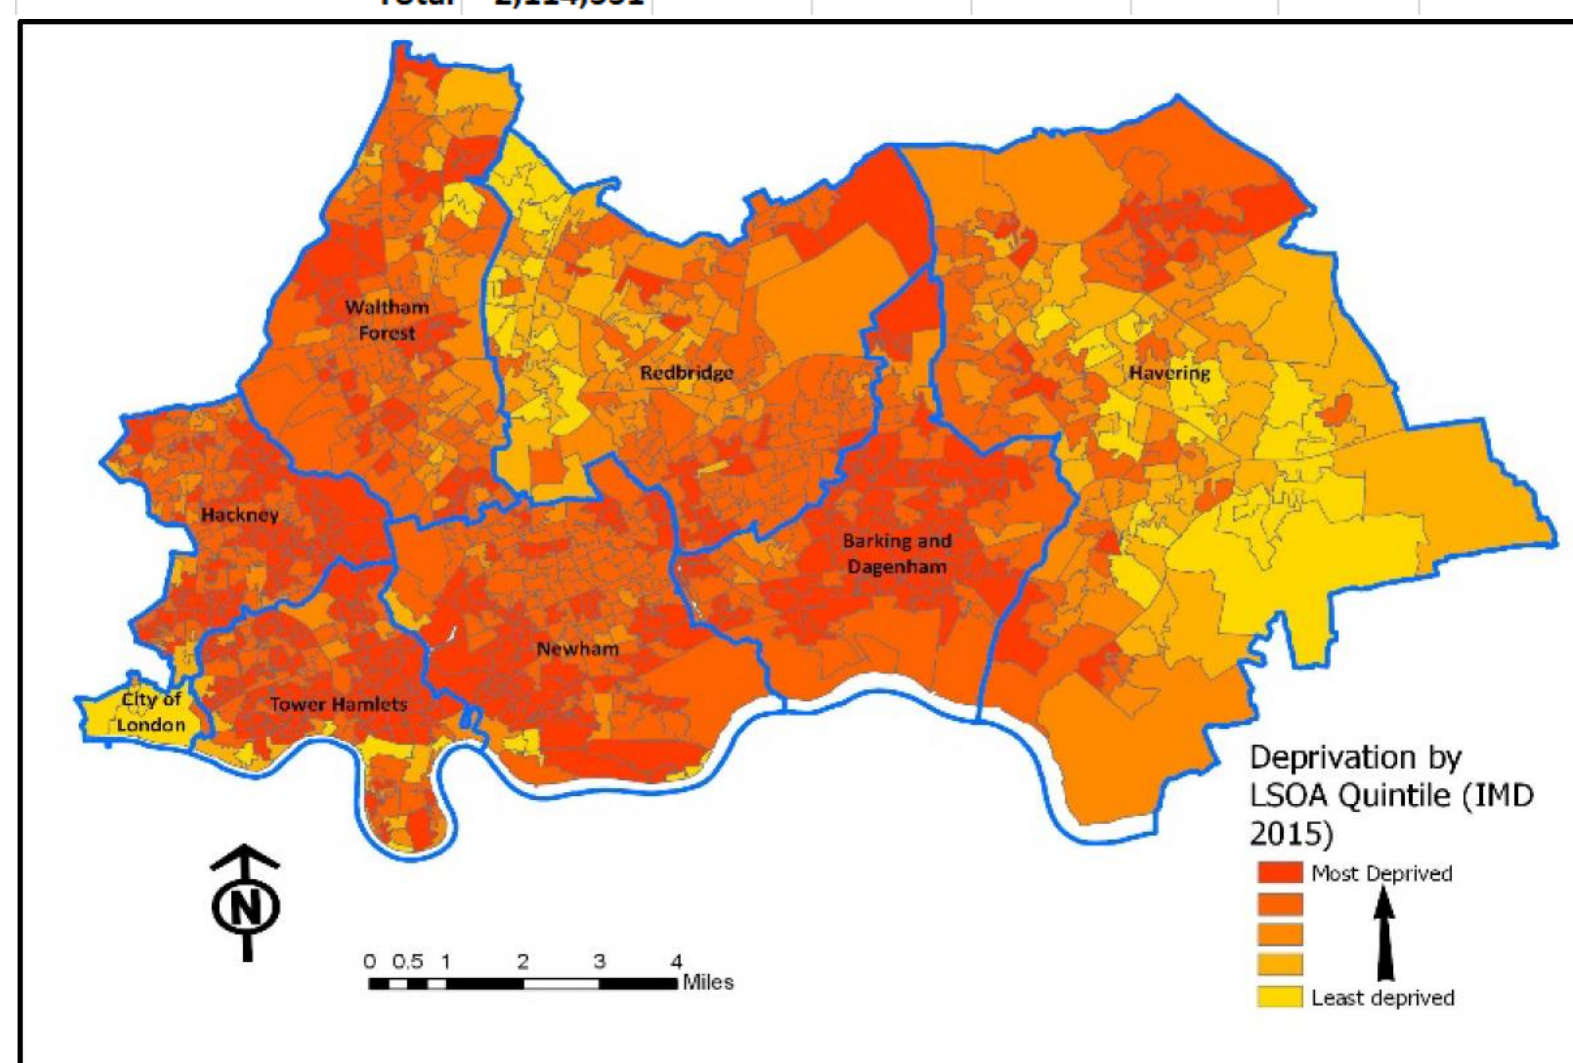 Waltham
Forest
Redbridge
Havering
Hackney
Barking and
Dagenham
Newham
City of
London
Tower Hamlets
Deprivation by
LSOA Quintile (IMD
2015)
Most Deprived
Least deprived
N
0 0.5 1 2 3 4
Miles